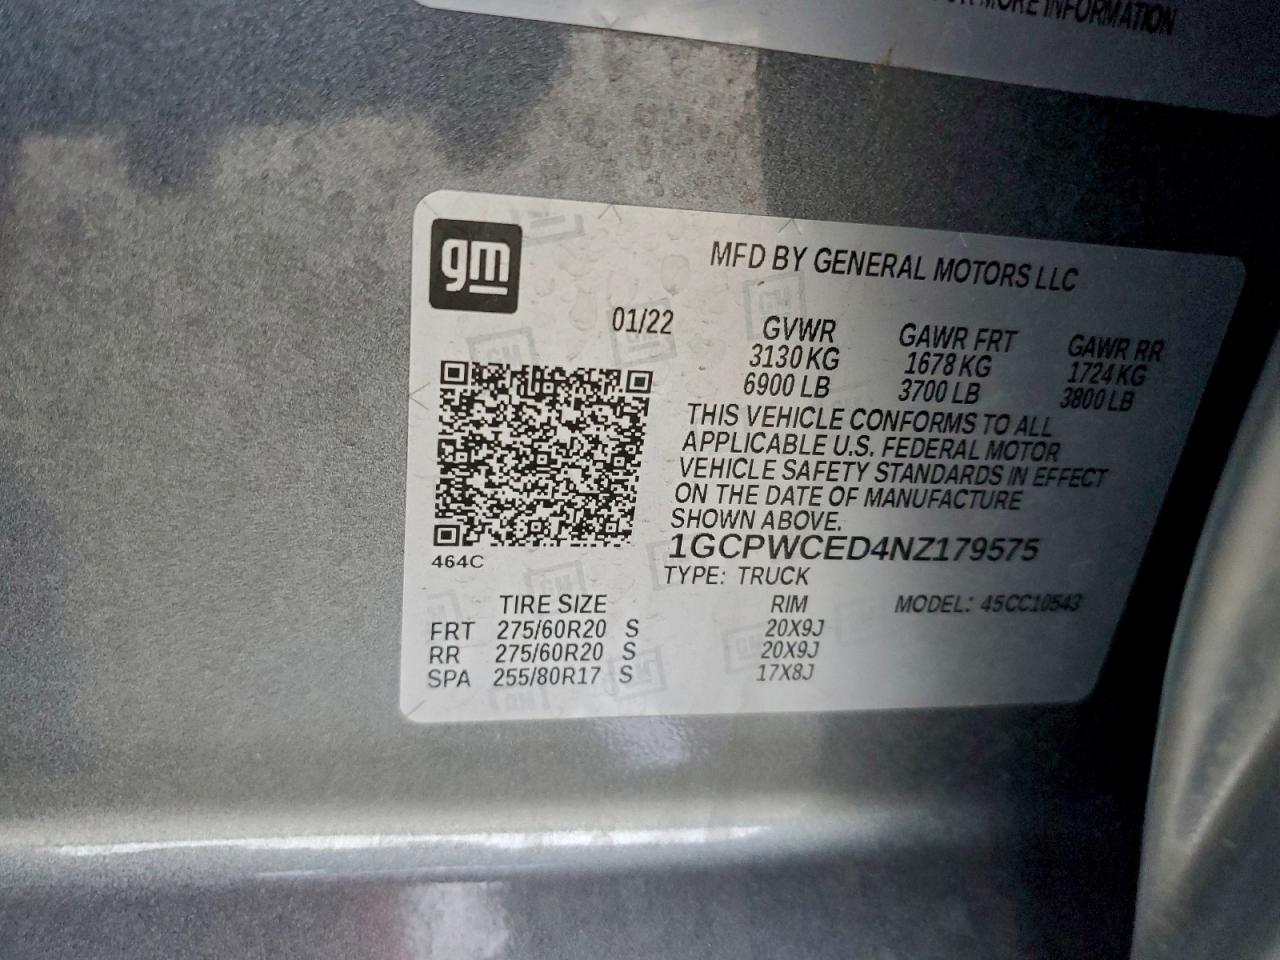 MORE INFORMATION
gm
MFD BY GENERAL MOTORS LLC
01/22
GVWR GAWR FRT GAWR RR
3130 KG 1678 KG 1724 KG
6900 LB 3700 LB 3800 LB
THIS VEHICLE CONFORMS TO ALL
APPLICABLE U.S. FEDERAL MOTOR
VEHICLE SAFETY STANDARDS IN EFFECT
ON THE DATE OF MANUFACTURE
SHOWN ABOVE.
1GCPWCED4NZ179575
464C
TYPE: TRUCK
TIRE SIZE RIM MODEL: 45CC10543
FRT 275/60R20 S 20X9J
RR 275/60R20 S 20X9J
SPA 255/80R17 S 17X8J